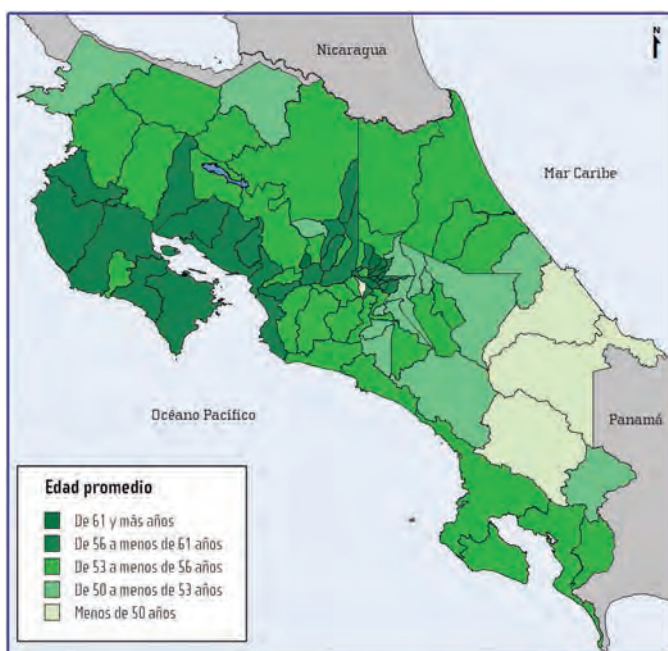 Nicaragua
N
Mar Caribe
Océano Pacífico
Panamá
Edad promedio
De 61 y más años
De 56 a menos de 61 años
De 53 a menos de 56 años
De 50 a menos de 53 años
Menos de 50 años